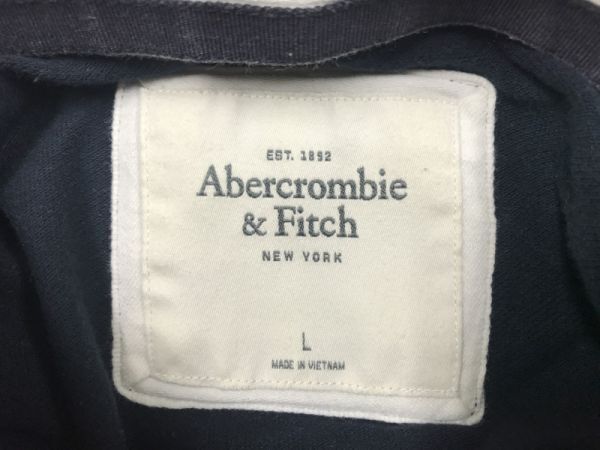 EST. 1892
Abercrombie
& Fitch
NEW YORK
L
MADE IN VIETNAM